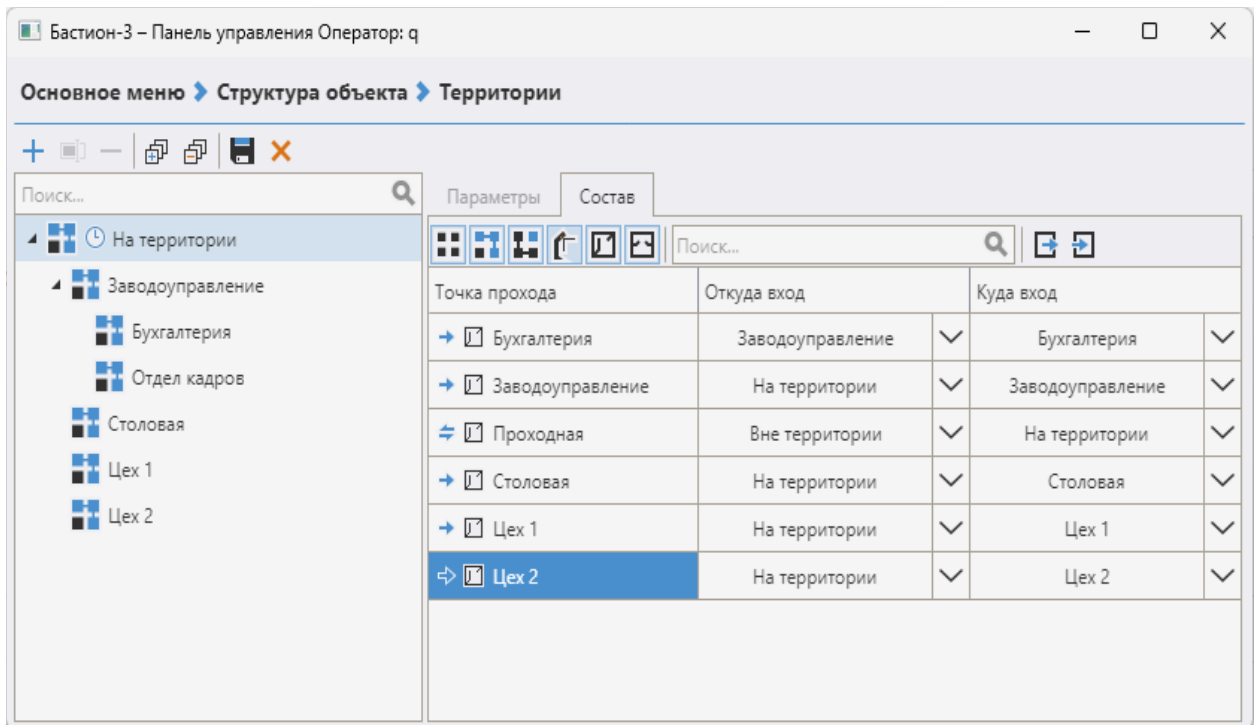 Бастион-3 – Панель управления Оператор: q
Основное меню Структура объекта Территории
Поиск...
На территории
Заводоуправление
Бухгалтерия
Отдел кадров
Столовая
Цех 1
Цех 2
Параметры Состав
Поиск...
Точка прохода Откуда вход Куда вход
Бухгалтерия Заводоуправление Бухгалтерия
Заводоуправление На территории Заводоуправление
Проходная Вне территории На территории
Столовая На территории Столовая
Цех 1 На территории Цех 1
Цех 2 На территории Цех 2